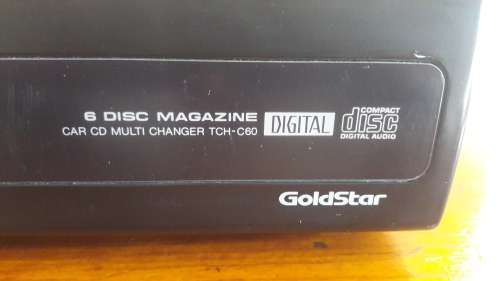 6 DISC MAGAZINE
CAR CD MULTI CHANGER TCH-C60
DIGITAL
COMPACT
disc
DIGITAL AUDIO
GoldStar